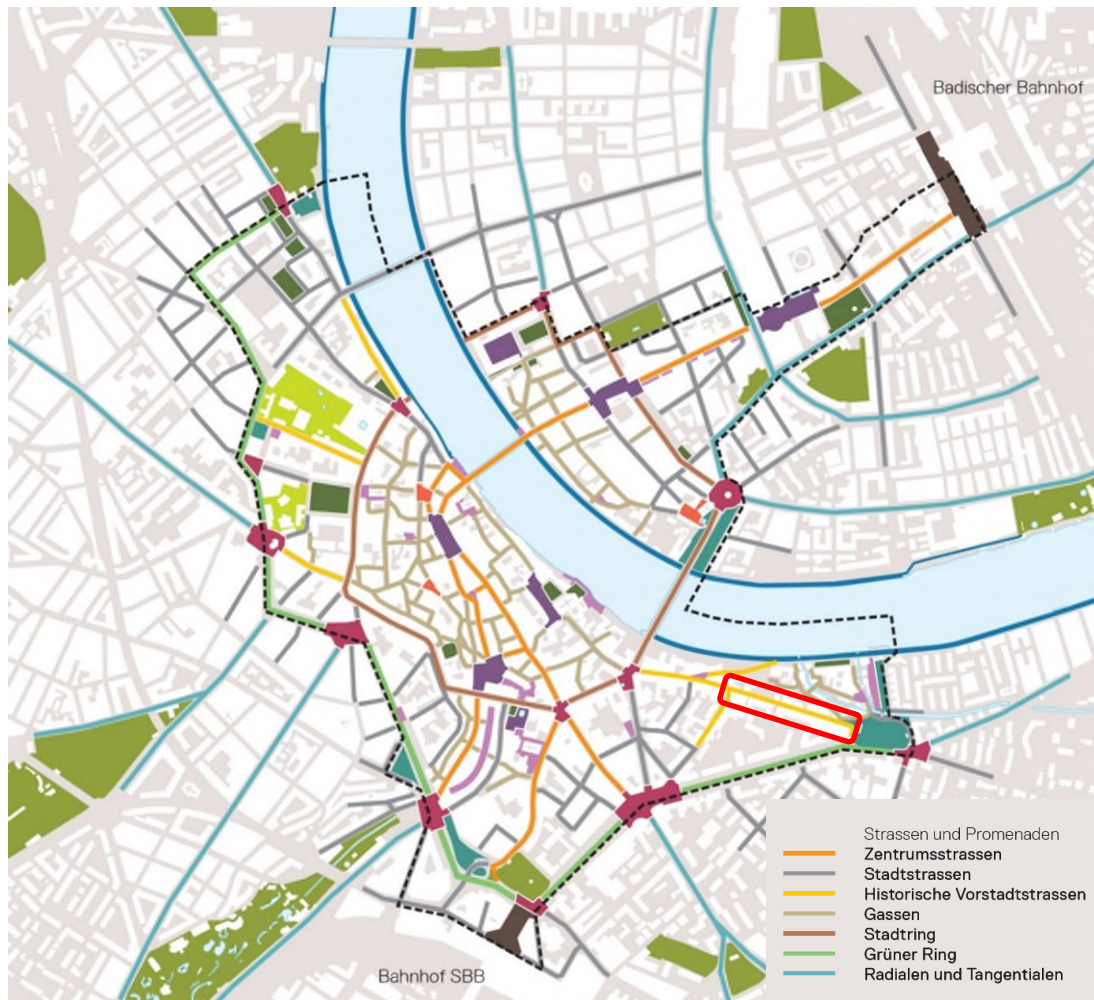 Badischer Bahnhof
Strassen und Promenaden
Zentrumsstrassen
Stadtstrassen
Historische Vorstadtstrassen
Gassen
Stadtring
Grüner Ring
Radialen und Tangentialen
Bahnhof SBB